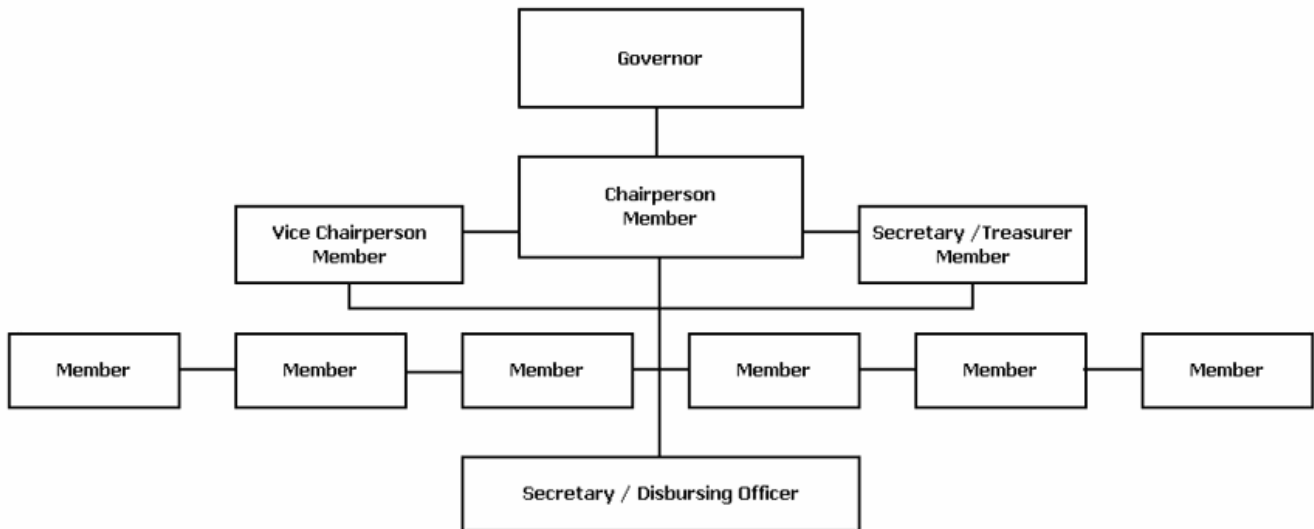 Governor
Chairperson
Member
Vice Chairperson
Member
Secretary /Treasurer
Member
Member
Member
Member
Member
Member
Member
Secretary / Disbursing Officer